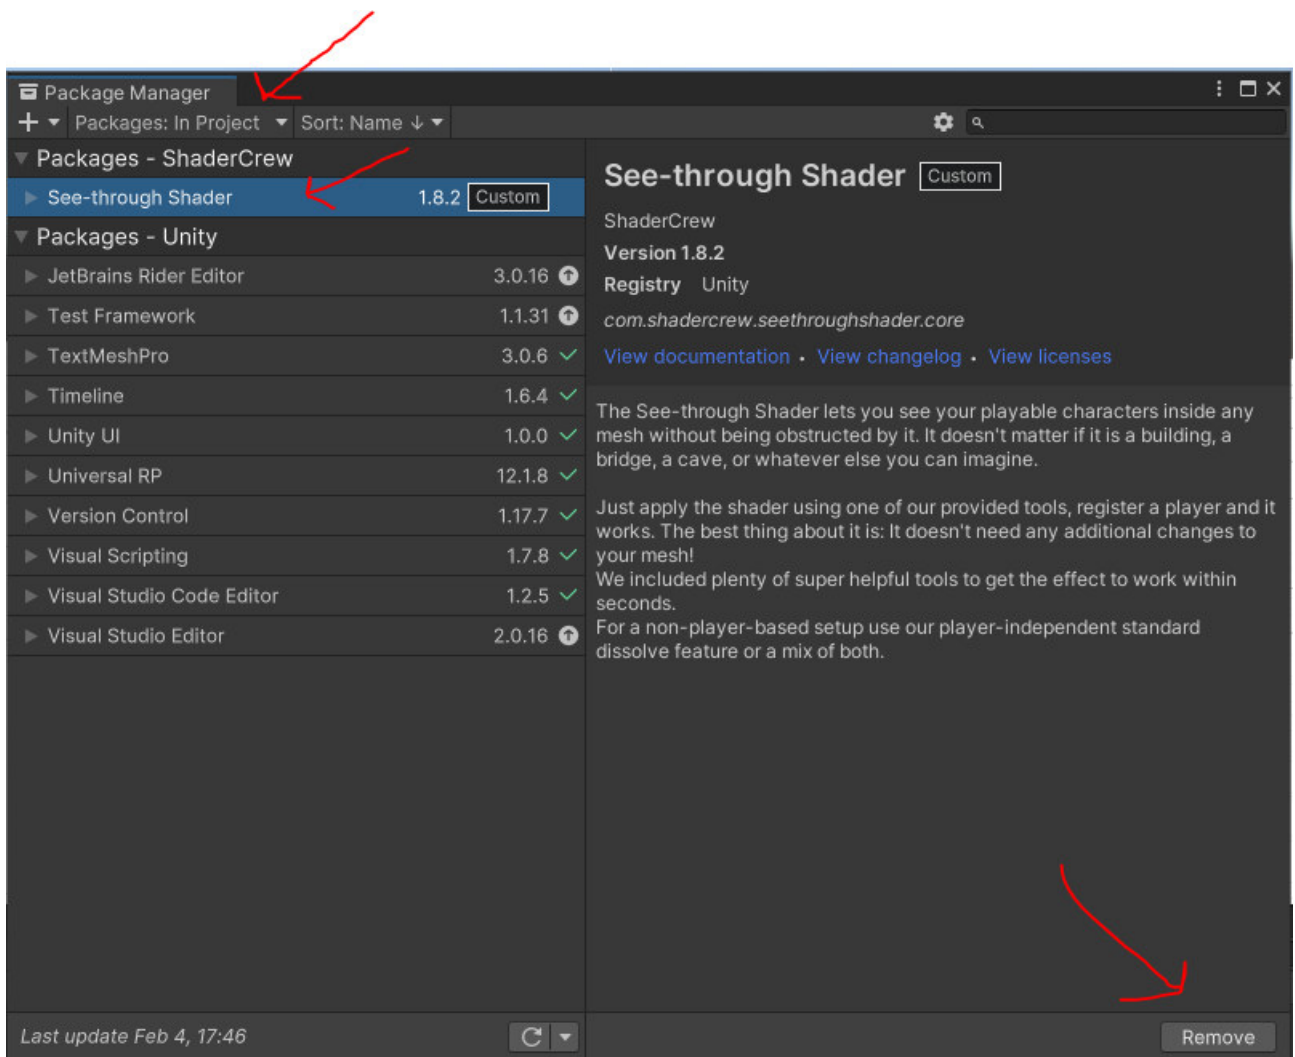 Package Manager
Packages: In Project Sort: Name ↓
Packages - ShaderCrew
See-through Shader 1.8.2 Custom
Packages - Unity
JetBrains Rider Editor 3.0.16
Test Framework 1.1.31
TextMeshPro 3.0.6
Timeline 1.6.4
Unity UI 1.0.0
Universal RP 12.1.8
Version Control 1.17.7
Visual Scripting 1.7.8
Visual Studio Code Editor 1.2.5
Visual Studio Editor 2.0.16
Last update Feb 4, 17:46
See-through Shader Custom
ShaderCrew
Version 1.8.2
Registry Unity
com.shadercrew.seethroughshader.core
View documentation • View changelog • View licenses
The See-through Shader lets you see your playable characters inside any
mesh without being obstructed by it. It doesn't matter if it is a building, a
bridge, a cave, or whatever else you can imagine.
Just apply the shader using one of our provided tools, register a player and it
works. The best thing about it is: It doesn't need any additional changes to
your mesh!
We included plenty of super helpful tools to get the effect to work within
seconds.
For a non-player-based setup use our player-independent standard
dissolve feature or a mix of both.
Remove